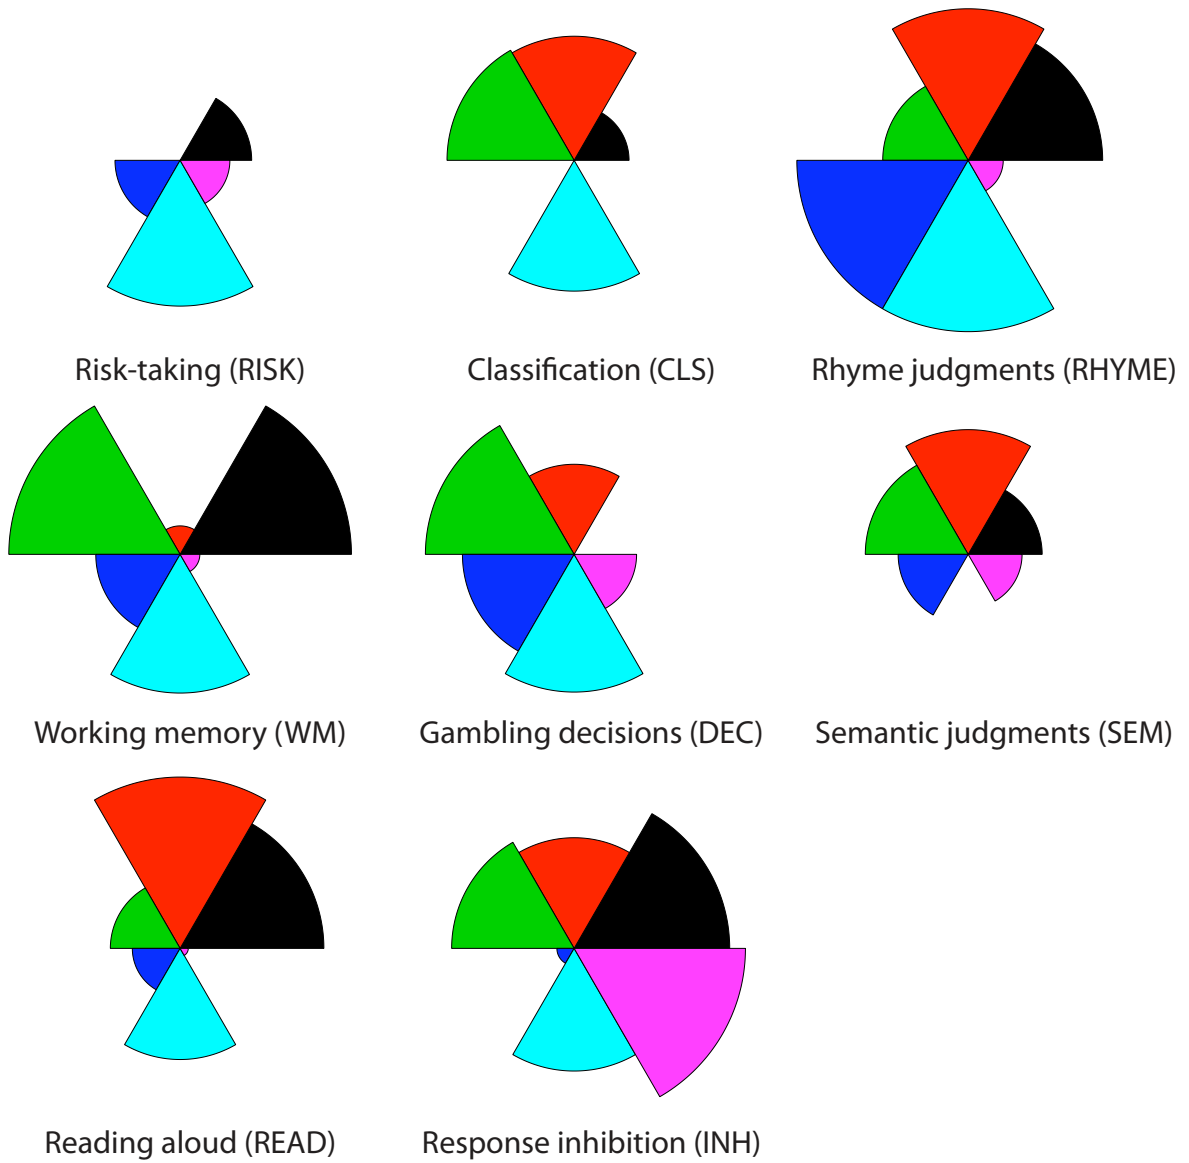 Risk-taking (RISK)
Classification (CLS)
Rhyme judgments (RHYME)
Working memory (WM)
Gambling decisions (DEC)
Semantic judgments (SEM)
Reading aloud (READ)
Response inhibition (INH)